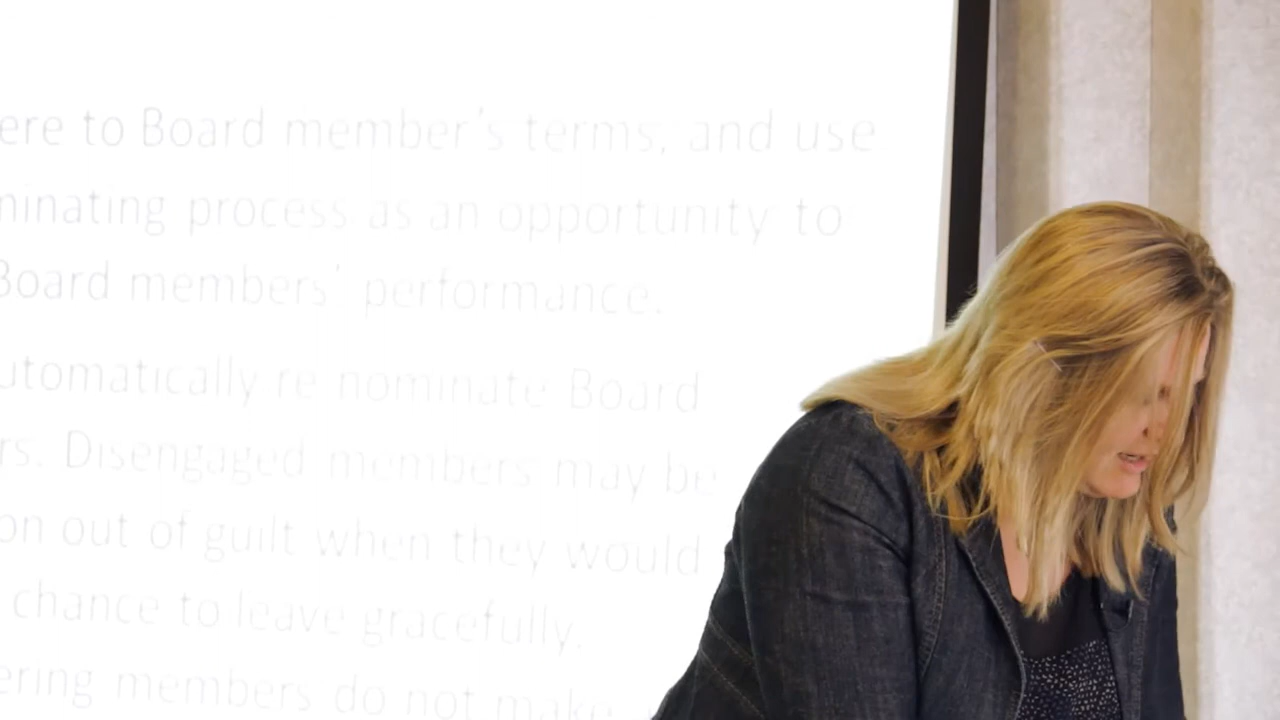 ere to Board member's terms, and use
minating process as an opportunity to
Board members' performance.
utomatically re nominate Board
rs. Disengaged members may be
on out of guilt when they would
chance to leave gracefully.
ering members do not make